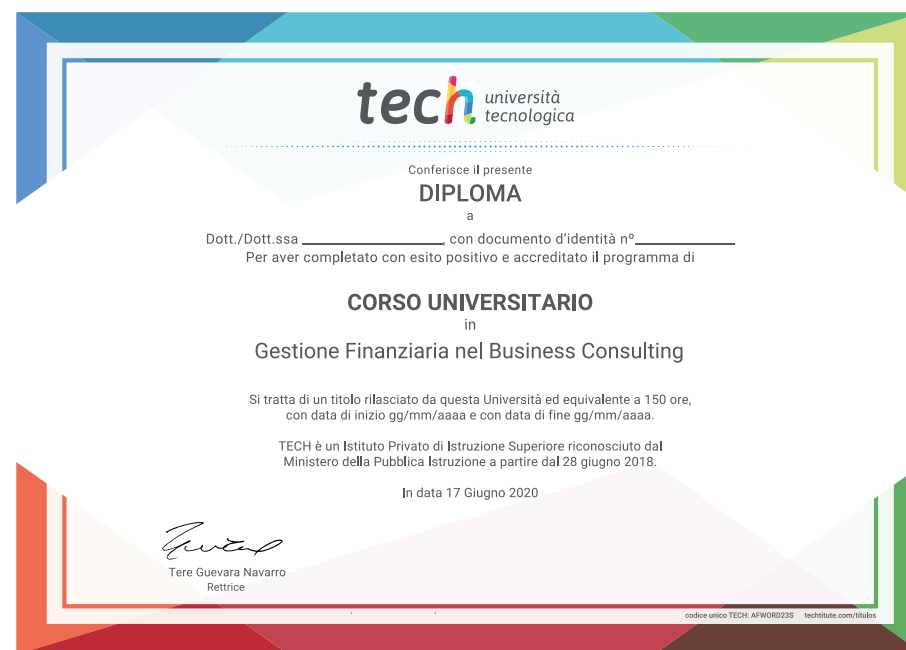 tech università
tecnologica
Conferisce il presente
DIPLOMA
a
Dott./Dott.ssa ____________________, con documento d'identità nº______________
Per aver completato con esito positivo e accreditato il programma di
CORSO UNIVERSITARIO
in
Gestione Finanziaria nel Business Consulting
Si tratta di un titolo rilasciato da questa Università ed equivalente a 150 ore,
con data di inizio gg/mm/aaaa e con data di fine gg/mm/aaaa.
TECH è un Istituto Privato di Istruzione Superiore riconosciuto dal
Ministero della Pubblica Istruzione a partire dal 28 giugno 2018.
In data 17 Giugno 2020
Tere Guevara Navarro
Rettrice
codice unico TECH: AFWORD23S techtitute.com/titulos